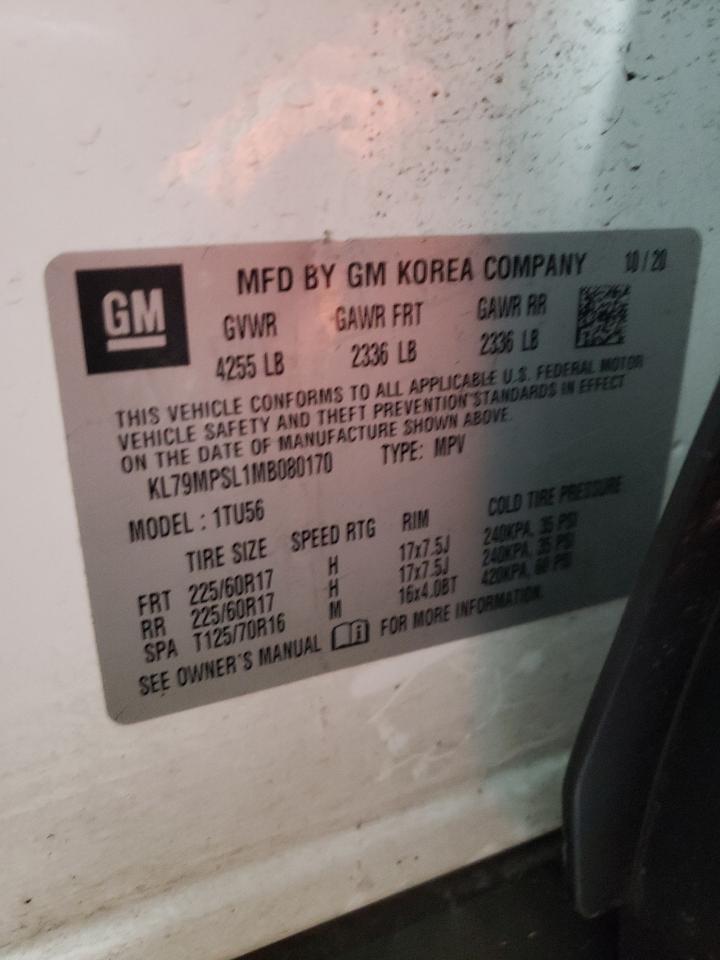 GM
MFD BY GM KOREA COMPANY 10/20
GVWR GAWR FRT GAWR RR
4255 LB 2336 LB 2336 LB
THIS VEHICLE CONFORMS TO ALL APPLICABLE U.S. FEDERAL MOTOR
VEHICLE SAFETY AND THEFT PREVENTION STANDARDS IN EFFECT
ON THE DATE OF MANUFACTURE SHOWN ABOVE.
KL79MPSL1MB080170 TYPE: MPV
MODEL : 1TU56
TIRE SIZE SPEED RTG RIM COLD TIRE PRESSURE
FRT 225/60R17 H 17x7.5J 240KPA, 35 PSI
RR 225/60R17 H 17x7.5J 240KPA, 35 PSI
SPA T125/70R16 M 16x4.0BT 420KPA, 60 PSI
SEE OWNER'S MANUAL FOR MORE INFORMATION.